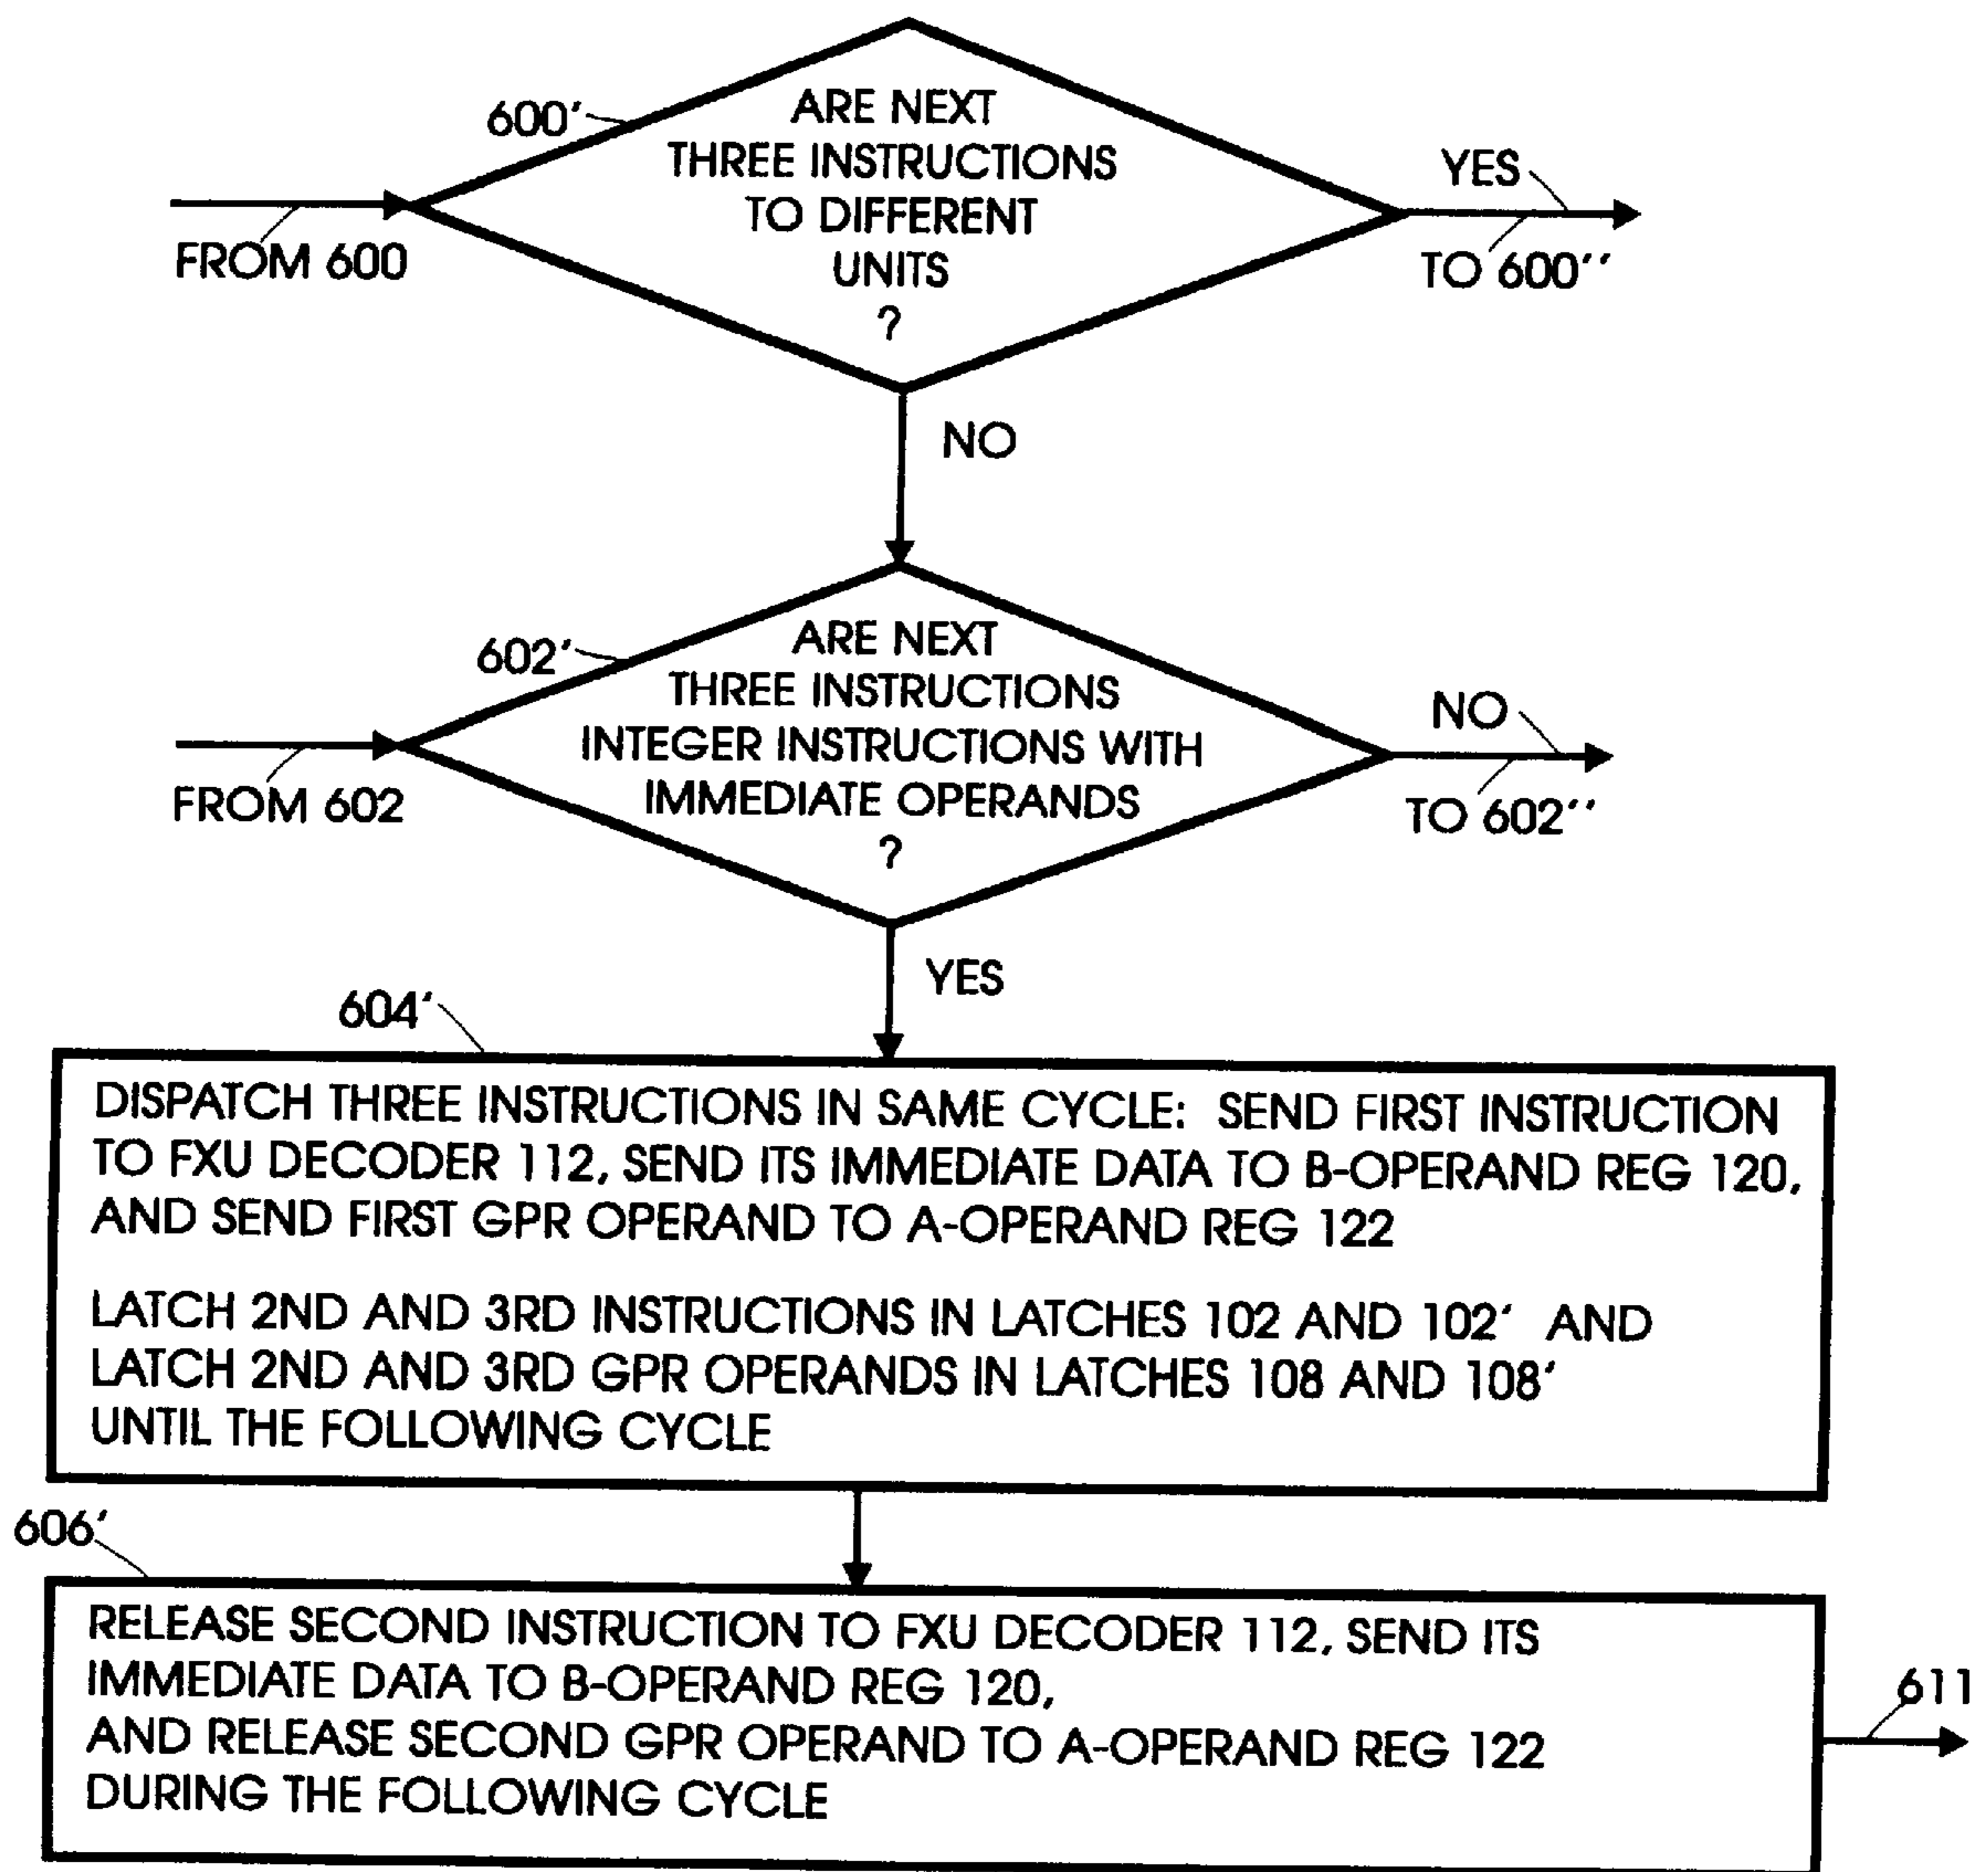 600'
ARE NEXT
THREE INSTRUCTIONS
TO DIFFERENT
UNITS
?
YES
FROM 600
TO 600''
NO
602'
ARE NEXT
THREE INSTRUCTIONS
INTEGER INSTRUCTIONS WITH
IMMEDIATE OPERANDS
?
NO
FROM 602
TO 602''
YES
604'
DISPATCH THREE INSTRUCTIONS IN SAME CYCLE: SEND FIRST INSTRUCTION
TO FXU DECODER 112, SEND ITS IMMEDIATE DATA TO B-OPERAND REG 120,
AND SEND FIRST GPR OPERAND TO A-OPERAND REG 122
LATCH 2ND AND 3RD INSTRUCTIONS IN LATCHES 102 AND 102' AND
LATCH 2ND AND 3RD GPR OPERANDS IN LATCHES 108 AND 108'
UNTIL THE FOLLOWING CYCLE
606'
RELEASE SECOND INSTRUCTION TO FXU DECODER 112, SEND ITS
IMMEDIATE DATA TO B-OPERAND REG 120,
AND RELEASE SECOND GPR OPERAND TO A-OPERAND REG 122
DURING THE FOLLOWING CYCLE
611